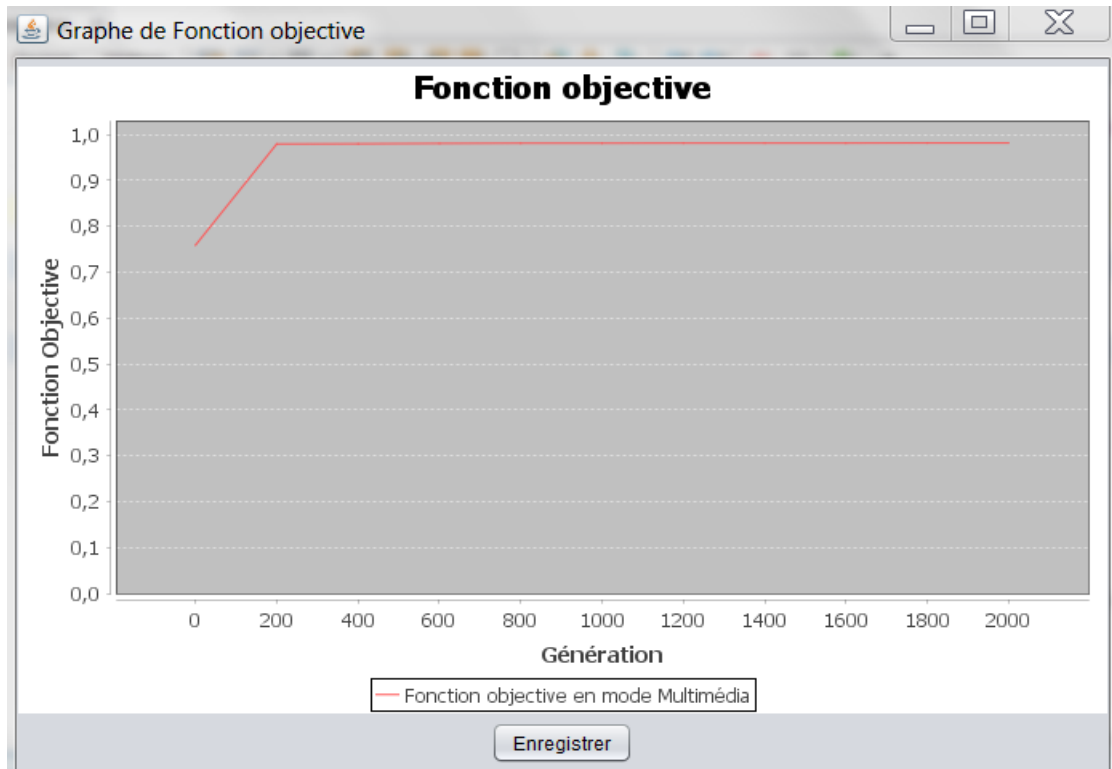 Graphe de Fonction objective
Fonction objective
1,0
0,9
0,8
0,7
0,6
0,5
0,4
0,3
0,2
0,1
0,0
Fonction Objective
0 200 400 600 800 1000 1200 1400 1600 1800 2000
Génération
Fonction objective en mode Multimédia
Enregistrer